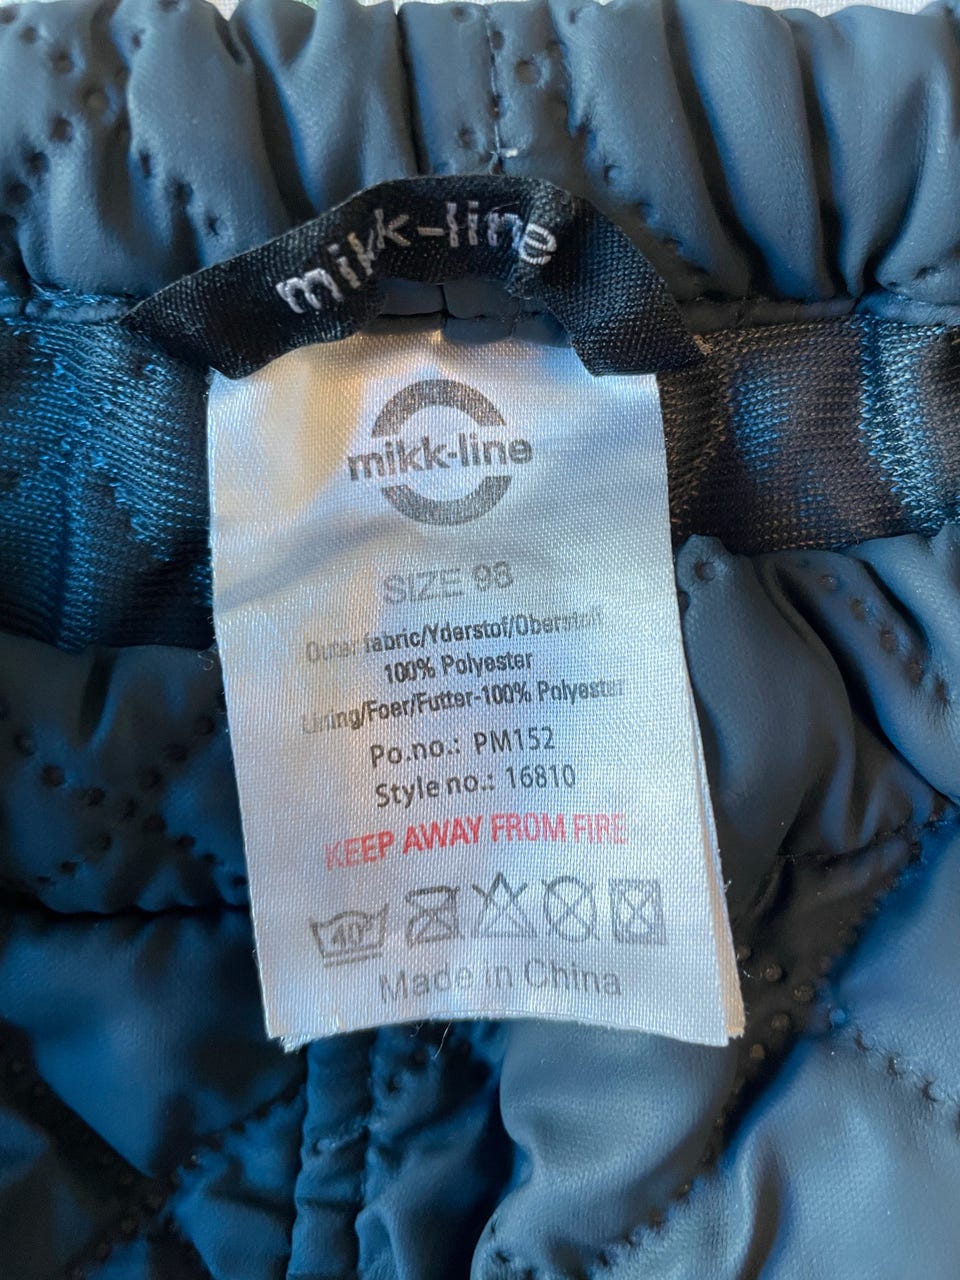 mikk-line
mikk-line
SIZE 98
Outer fabric/Yderstof/Oberstoff
100% Polyester
Lining/Foer/Futter-100% Polyester
Po.no.: PM152
Style no.: 16810
KEEP AWAY FROM FIRE
40°
Made in China